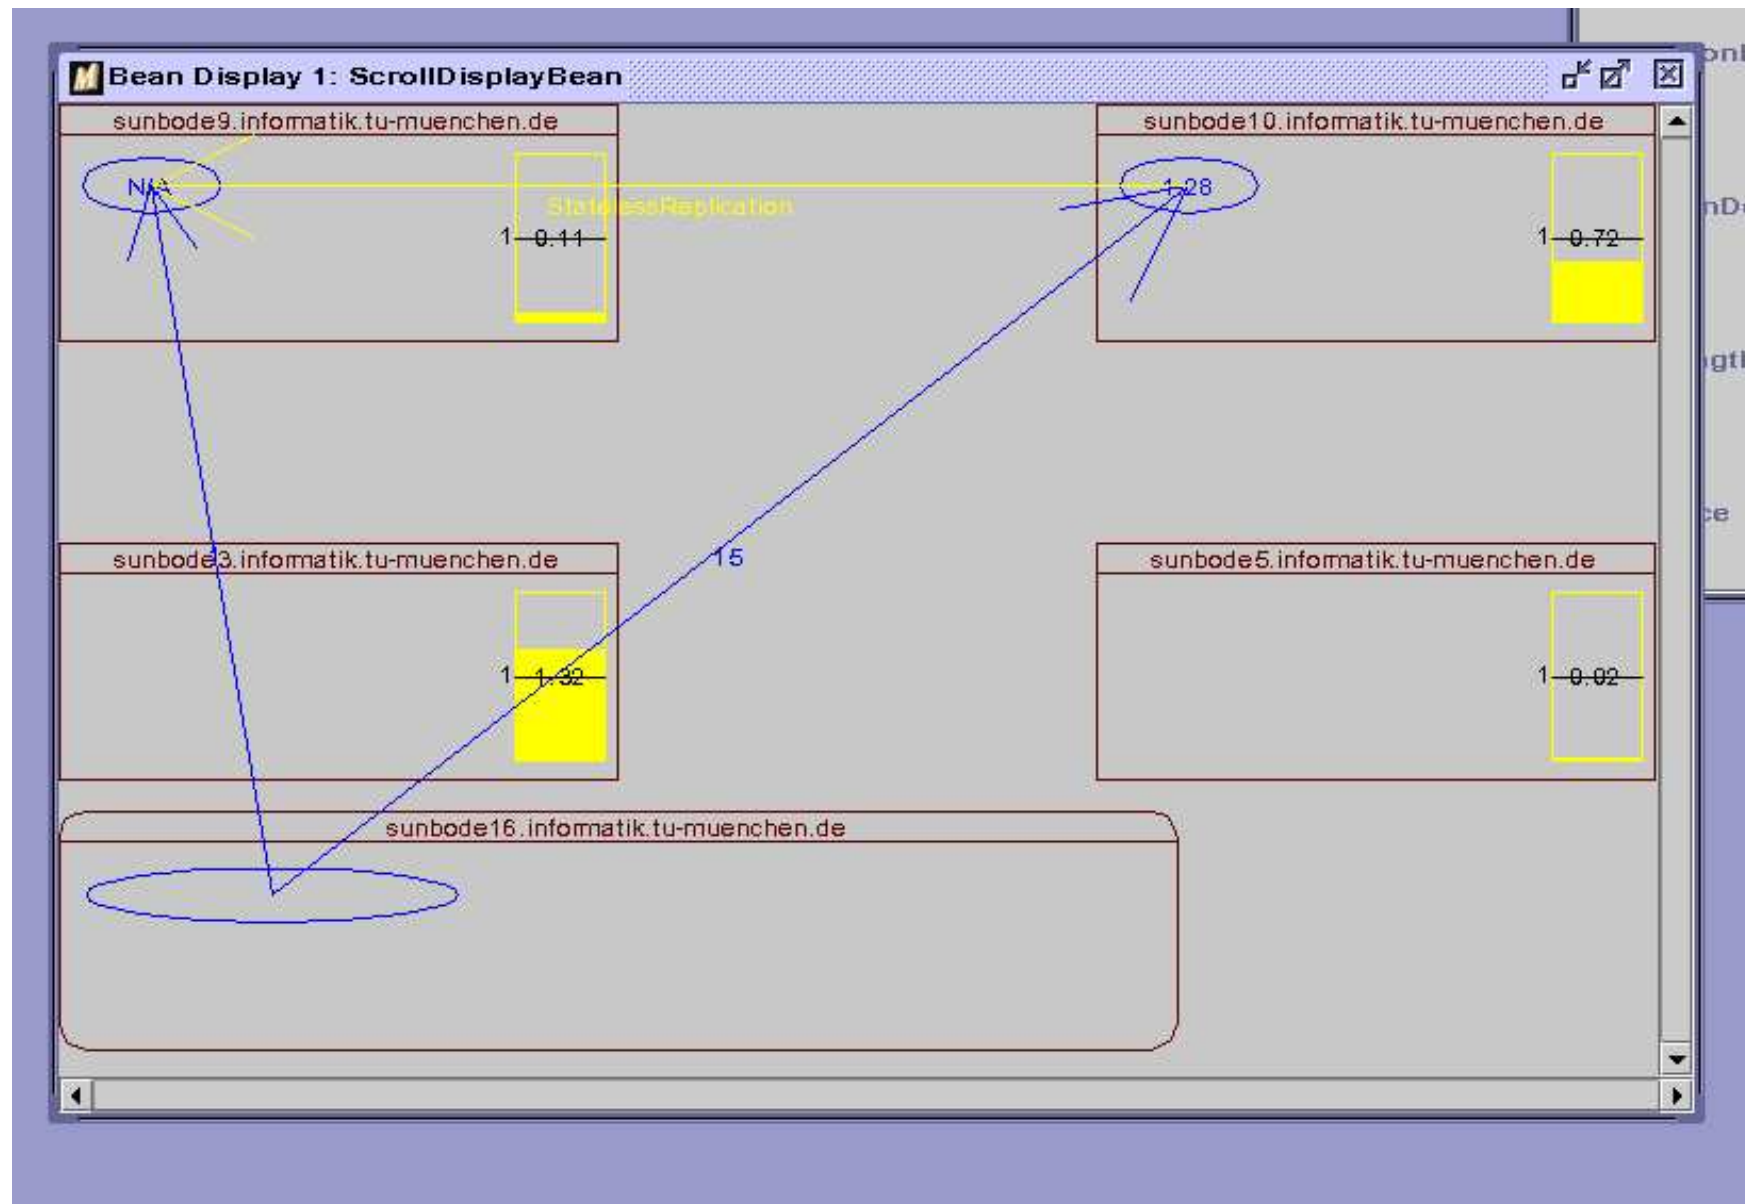 Bean Display 1: ScrollDisplayBean
sunbode9.informatik.tu-muenchen.de
sunbode10.informatik.tu-muenchen.de
N/A
1.28
StatelessReplication
1 0.11
1 0.72
sunbode3.informatik.tu-muenchen.de
15
sunbode5.informatik.tu-muenchen.de
1 1.32
1 0.02
sunbode16.informatik.tu-muenchen.de